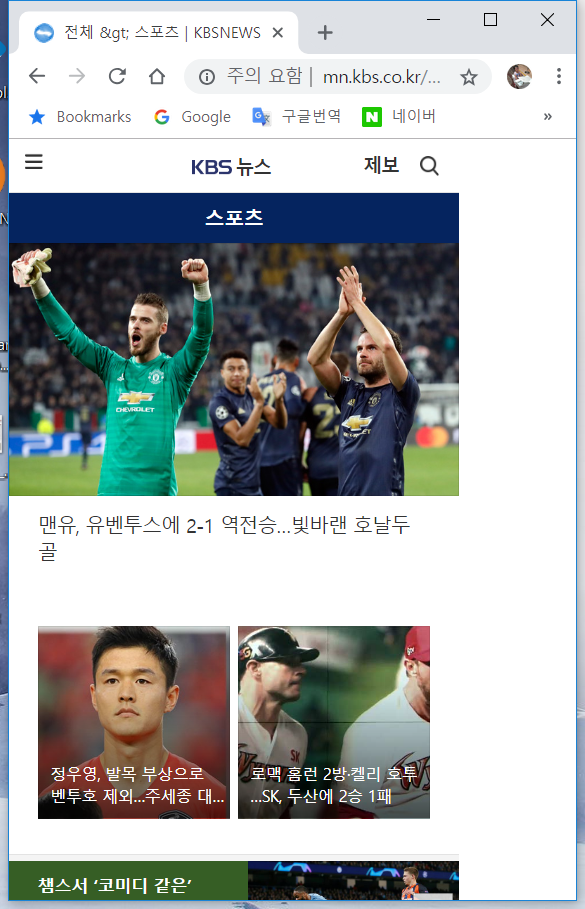 전체 &gt; 스포츠 | KBSNEWS
주의 요함 | mn.kbs.co.kr/...
Bookmarks Google 구글번역 네이버 »
KBS 뉴스 제보
스포츠
CHEVROLET
CHEVROLET
맨유, 유벤투스에 2-1 역전승...빛바랜 호날두
골
정우영, 발목 부상으로
벤투호 제외...주세종 대...
로맥 홈런 2방·켈리 호투
...SK, 두산에 2승 1패
챔스서 ‘코미디 같은’